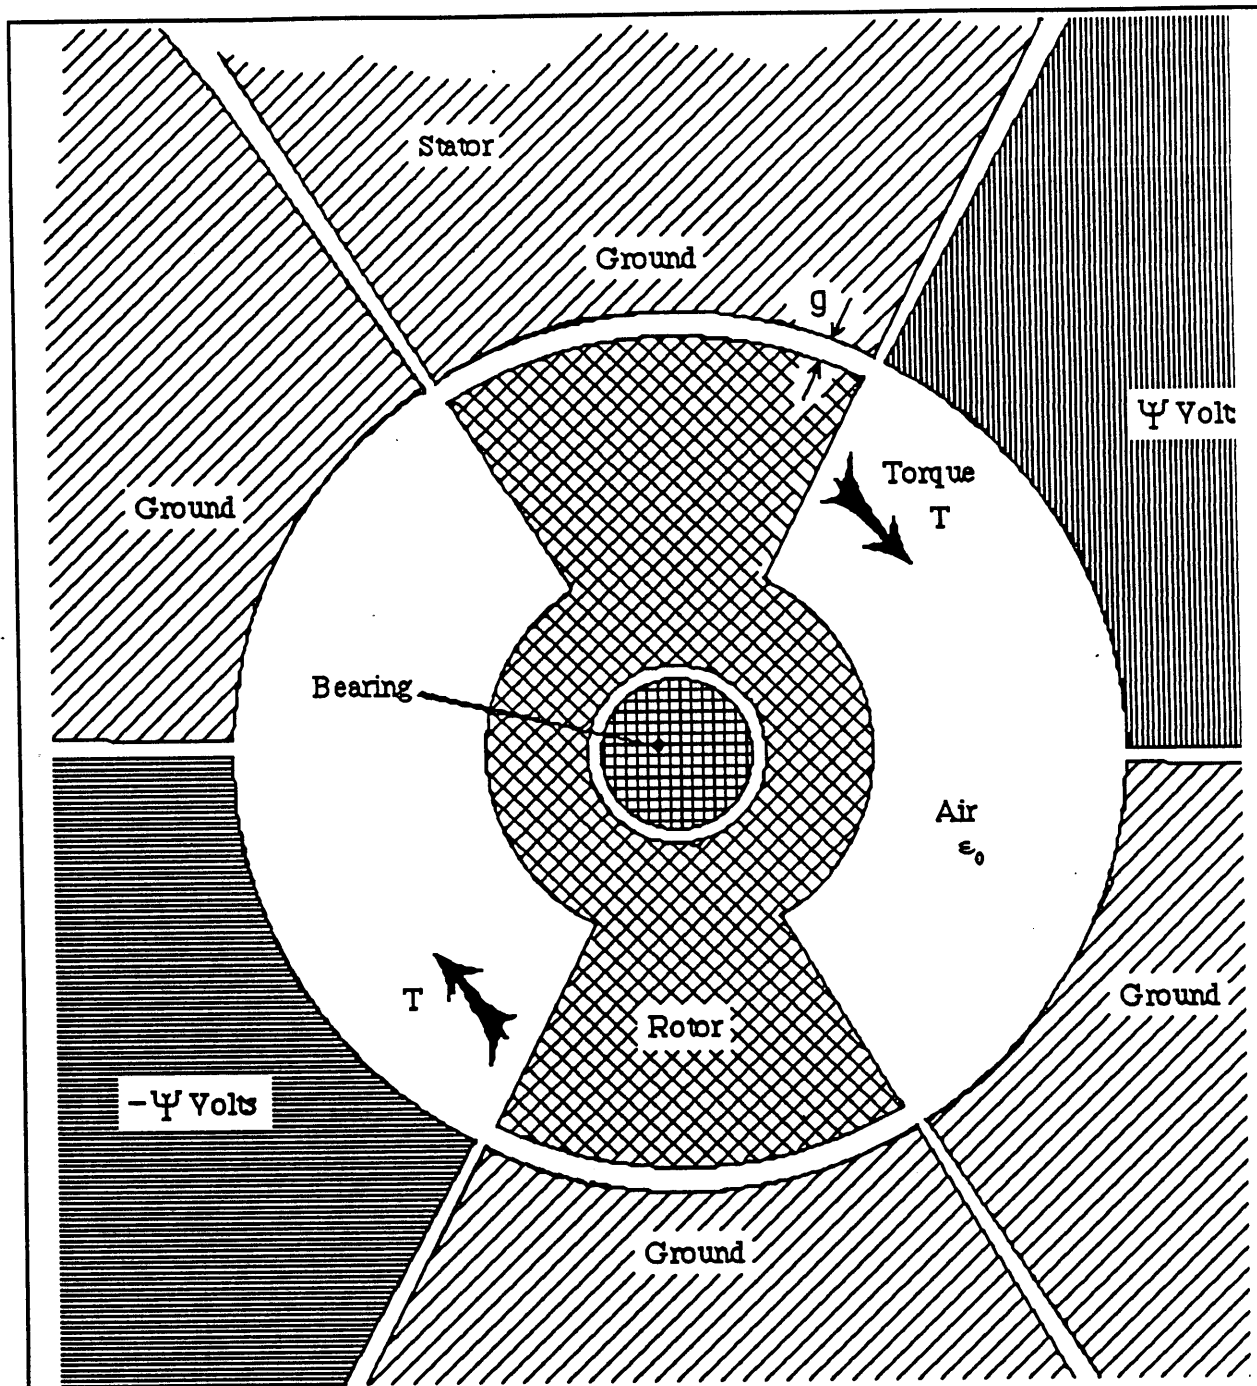 Stator
Ground
g
Ψ Volt
Torque
T
Ground
Bearing
Air
ε₀
Ground
T
Rotor
−Ψ Volts
Ground